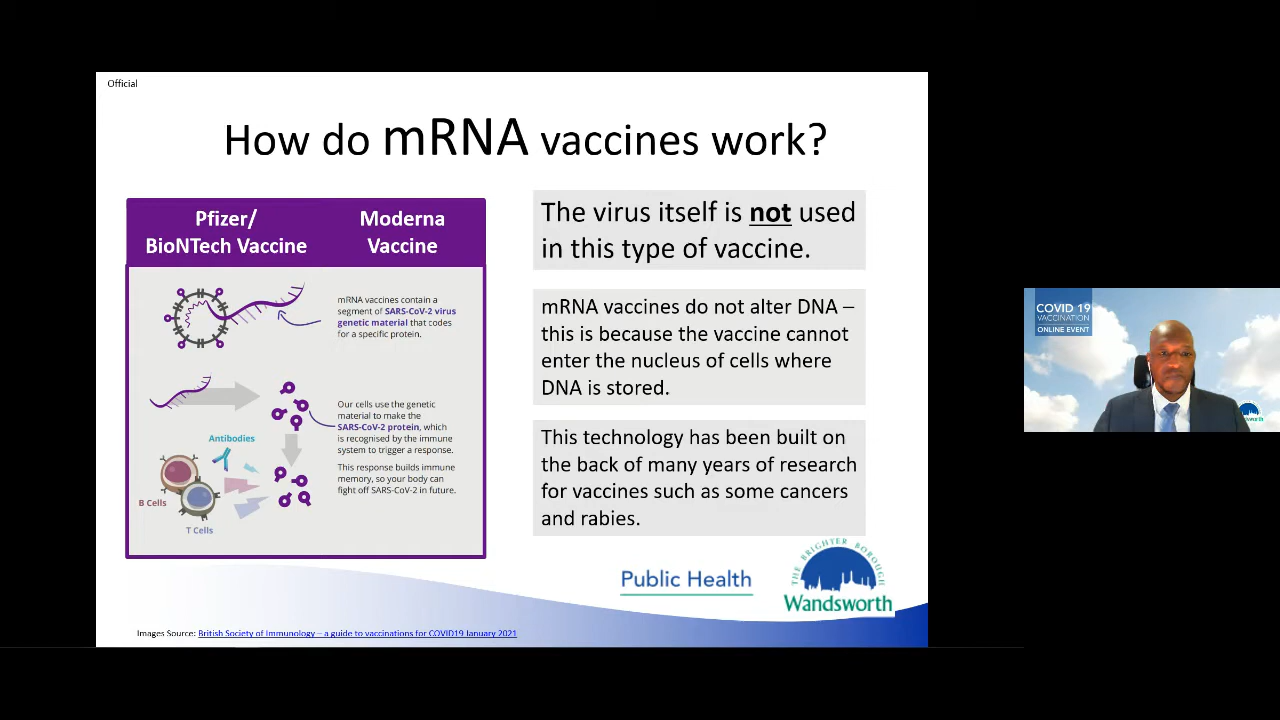 Official
How do mRNA vaccines work?
Pfizer/
BioNTech Vaccine
Moderna
Vaccine
mRNA vaccines contain a
segment of SARS-CoV-2 virus
genetic material that codes
for a specific protein.
Our cells use the genetic
material to make the
SARS-CoV-2 protein, which
is recognised by the immune
system to trigger a response.
This response builds immune
memory, so your body can
fight off SARS-CoV-2 in future.
Antibodies
B Cells
T Cells
The virus itself is not used
in this type of vaccine.
mRNA vaccines do not alter DNA –
this is because the vaccine cannot
enter the nucleus of cells where
DNA is stored.
This technology has been built on
the back of many years of research
for vaccines such as some cancers
and rabies.
Public Health
THE BRIGHTER BOROUGH
Wandsworth
Images Source: British Society of Immunology – a guide to vaccinations for COVID19 January 2021
COVID 19
VACCINATION
ONLINE EVENT
Wandsworth